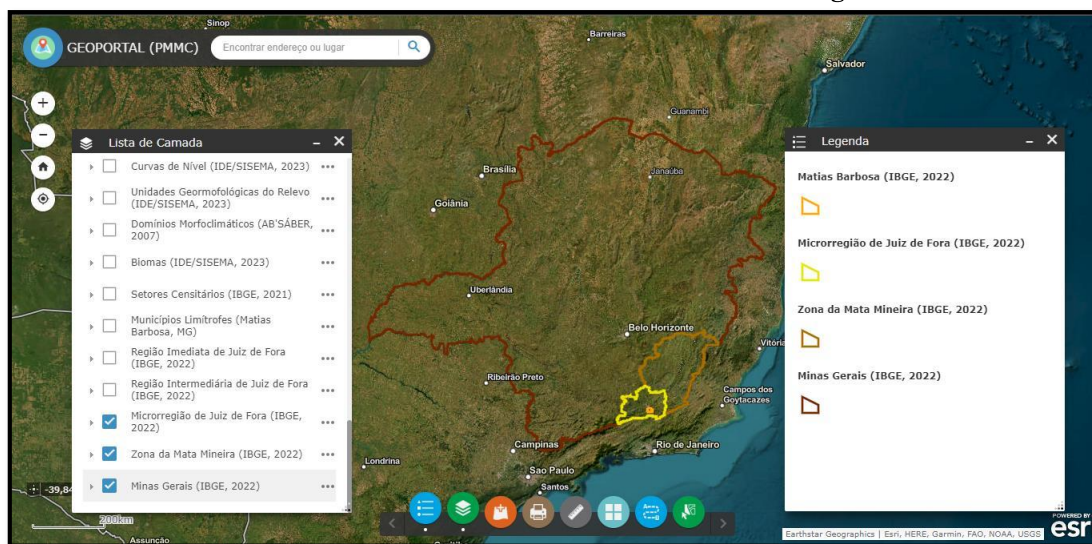 GEOPORTAL (PMMC)
Encontrar endereço ou lugar
Lista de Camada
Curvas de Nível (IDE/SISEMA, 2023)
Unidades Geormofológicas do Relevo
(IDE/SISEMA, 2023)
Domínios Morfoclimáticos (AB'SÁBER,
2007)
Biomas (IDE/SISEMA, 2023)
Setores Censitários (IBGE, 2021)
Municípios Limítrofes (Matias
Barbosa, MG)
Região Imediata de Juiz de Fora
(IBGE, 2022)
Região Intermediária de Juiz de Fora
(IBGE, 2022)
Microrregião de Juiz de Fora (IBGE,
2022)
Zona da Mata Mineira (IBGE, 2022)
Minas Gerais (IBGE, 2022)
-39,84
200km
Sinop
Barreiras
Salvador
Guanambi
Brasília
Janaúba
Goiânia
Uberlândia
Belo Horizonte
Vitória
Ribeirão Preto
Campos dos
Goytacazes
Campinas
Rio de Janeiro
Londrina
Sao Paulo
Santos
Assunção
Legenda
Matias Barbosa (IBGE, 2022)
Microrregião de Juiz de Fora (IBGE, 2022)
Zona da Mata Mineira (IBGE, 2022)
Minas Gerais (IBGE, 2022)
Earthstar Geographics | Esri, HERE, Garmin, FAO, NOAA, USGS
POWERED BY
esr